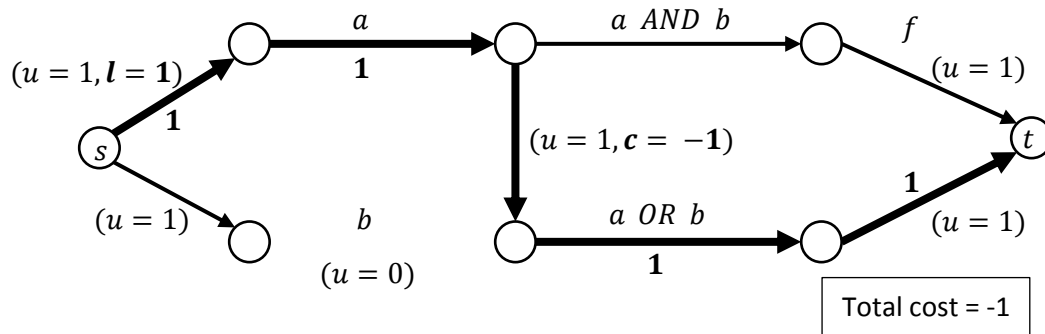 a
a AND b
f
(u = 1, l = 1)
1
1
(u = 1)
s
(u = 1, c = −1)
t
1
(u = 1)
b
a OR b
(u = 1)
(u = 0)
1
Total cost = -1